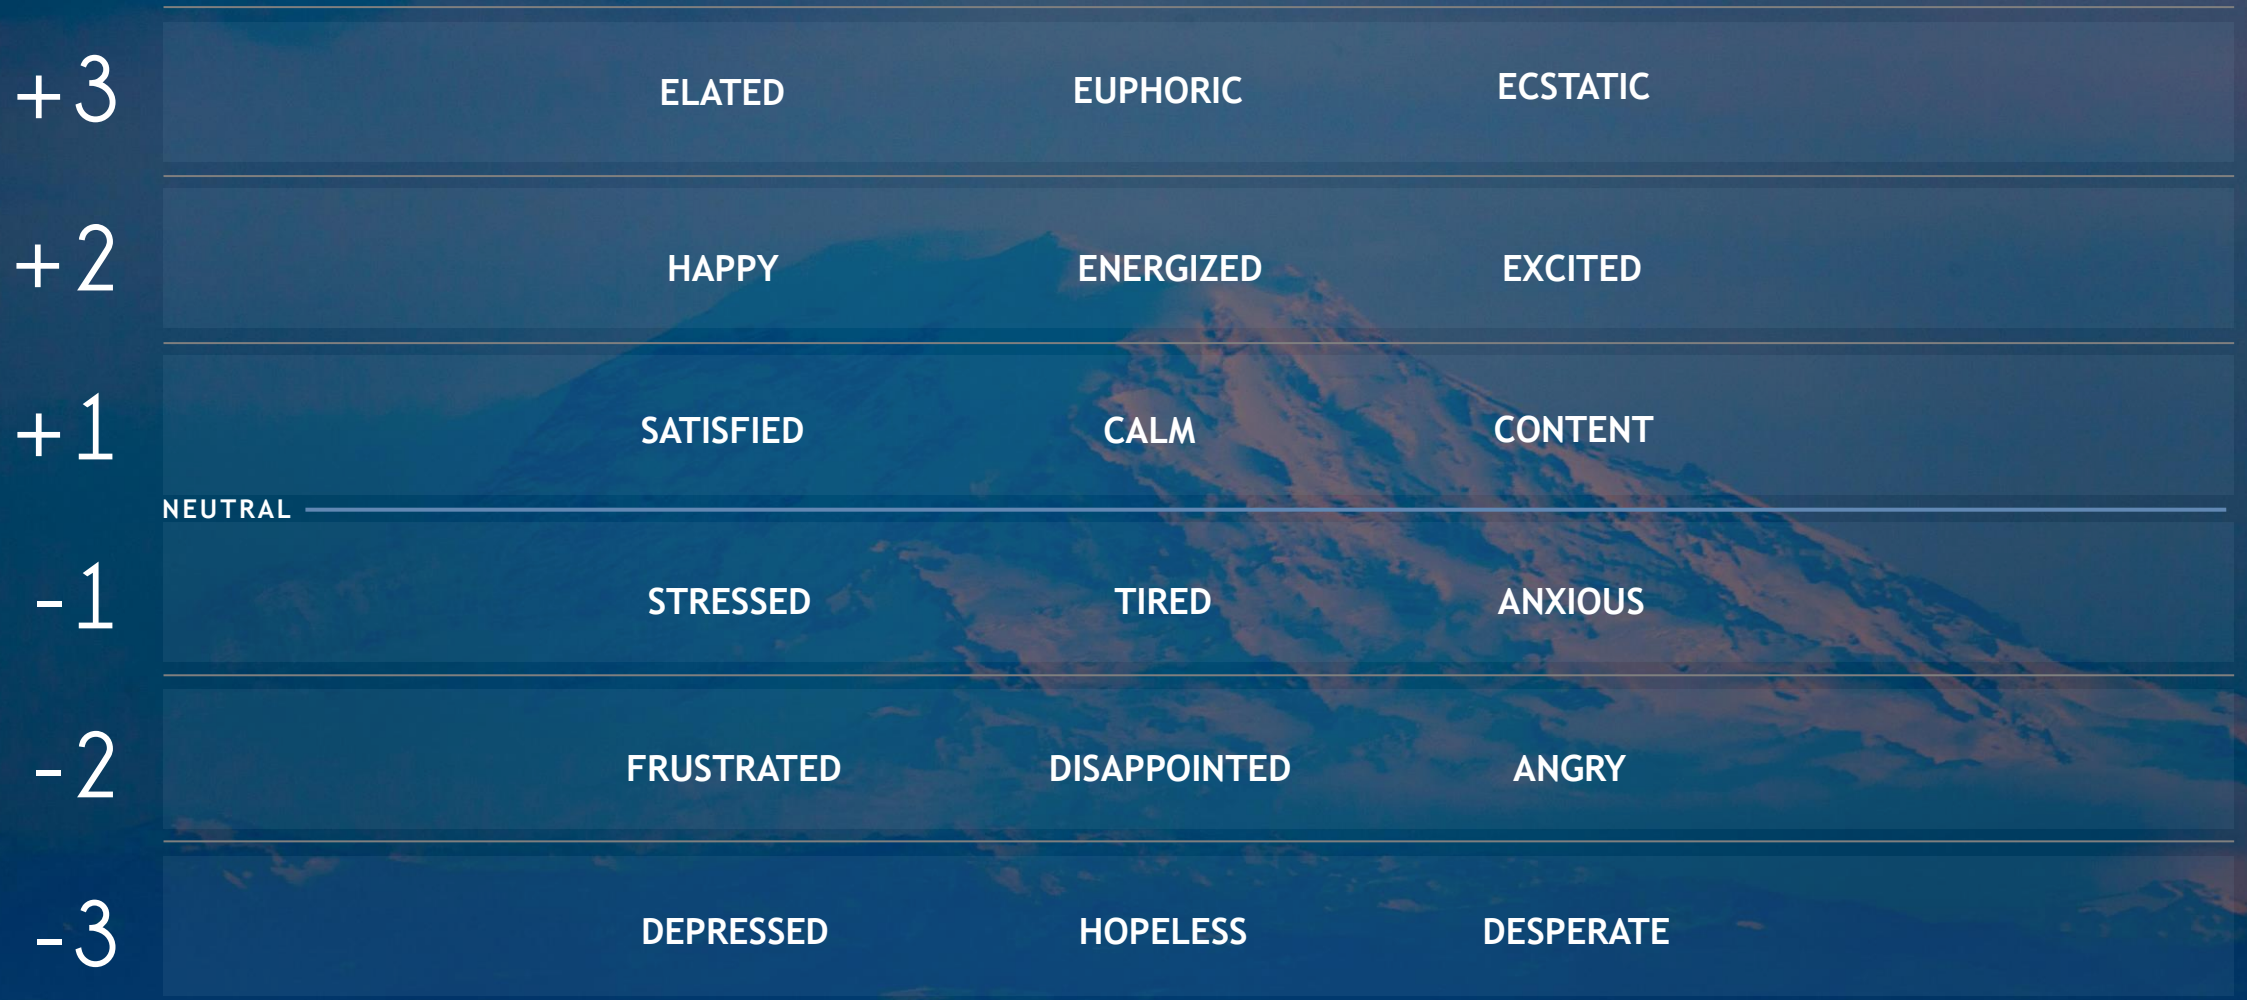 +3 ELATED EUPHORIC ECSTATIC
+2 HAPPY ENERGIZED EXCITED
+1 SATISFIED CALM CONTENT
NEUTRAL
-1 STRESSED TIRED ANXIOUS
-2 FRUSTRATED DISAPPOINTED ANGRY
-3 DEPRESSED HOPELESS DESPERATE